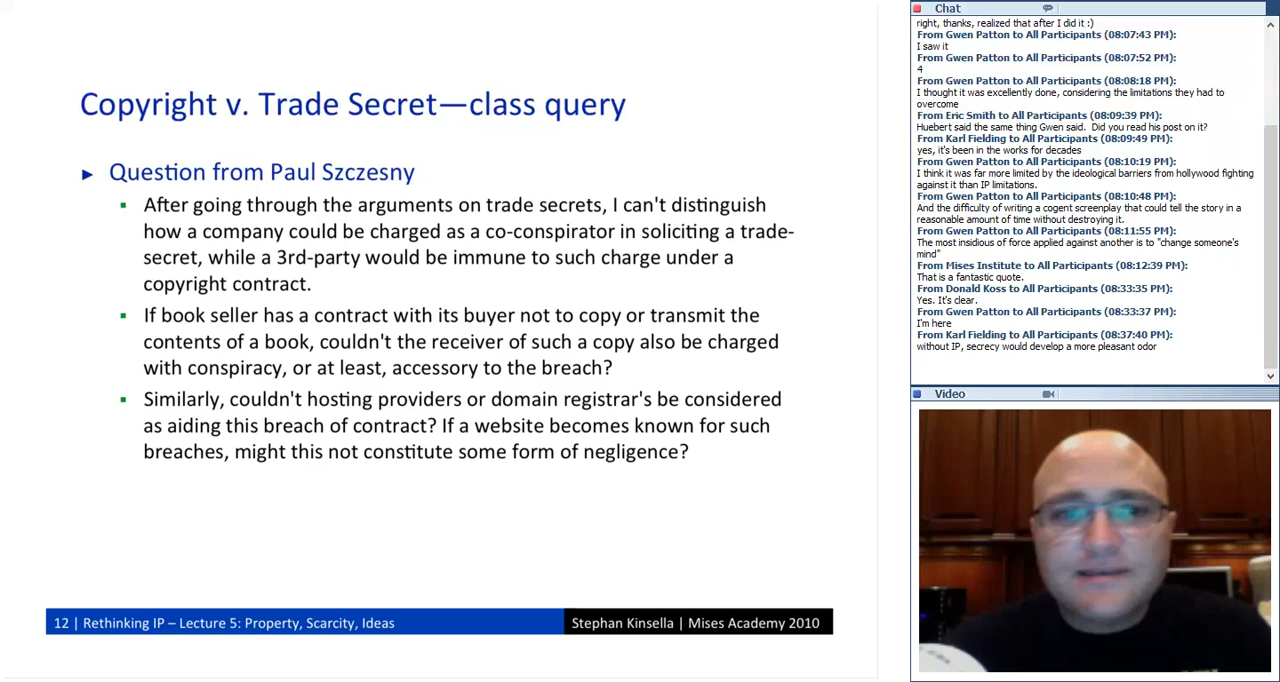 Copyright v. Trade Secret—class query
► Question from Paul Szczesny
▪ After going through the arguments on trade secrets, I can't distinguish
how a company could be charged as a co-conspirator in soliciting a trade-
secret, while a 3rd-party would be immune to such charge under a
copyright contract.
▪ If book seller has a contract with its buyer not to copy or transmit the
contents of a book, couldn't the receiver of such a copy also be charged
with conspiracy, or at least, accessory to the breach?
▪ Similarly, couldn't hosting providers or domain registrar's be considered
as aiding this breach of contract? If a website becomes known for such
breaches, might this not constitute some form of negligence?
12 | Rethinking IP – Lecture 5: Property, Scarcity, Ideas
Stephan Kinsella | Mises Academy 2010
Chat
right, thanks, realized that after I did it :)
From Gwen Patton to All Participants (08:07:43 PM):
I saw it
From Gwen Patton to All Participants (08:07:52 PM):
4
From Gwen Patton to All Participants (08:08:18 PM):
I thought it was excellently done, considering the limitations they had to
overcome
From Eric Smith to All Participants (08:09:39 PM):
Huebert said the same thing Gwen said. Did you read his post on it?
From Karl Fielding to All Participants (08:09:49 PM):
yes, it's been in the works for decades
From Gwen Patton to All Participants (08:10:19 PM):
I think it was far more limited by the ideological barriers from hollywood fighting
against it than IP limitations.
From Gwen Patton to All Participants (08:10:48 PM):
And the difficulty of writing a cogent screenplay that could tell the story in a
reasonable amount of time without destroying it.
From Gwen Patton to All Participants (08:11:55 PM):
The most insidious of force applied against another is to "change someone's
mind"
From Mises Institute to All Participants (08:12:39 PM):
That is a fantastic quote.
From Donald Koss to All Participants (08:33:35 PM):
Yes. It's clear.
From Gwen Patton to All Participants (08:33:37 PM):
I'm here
From Karl Fielding to All Participants (08:37:40 PM):
without IP, secrecy would develop a more pleasant odor
Video